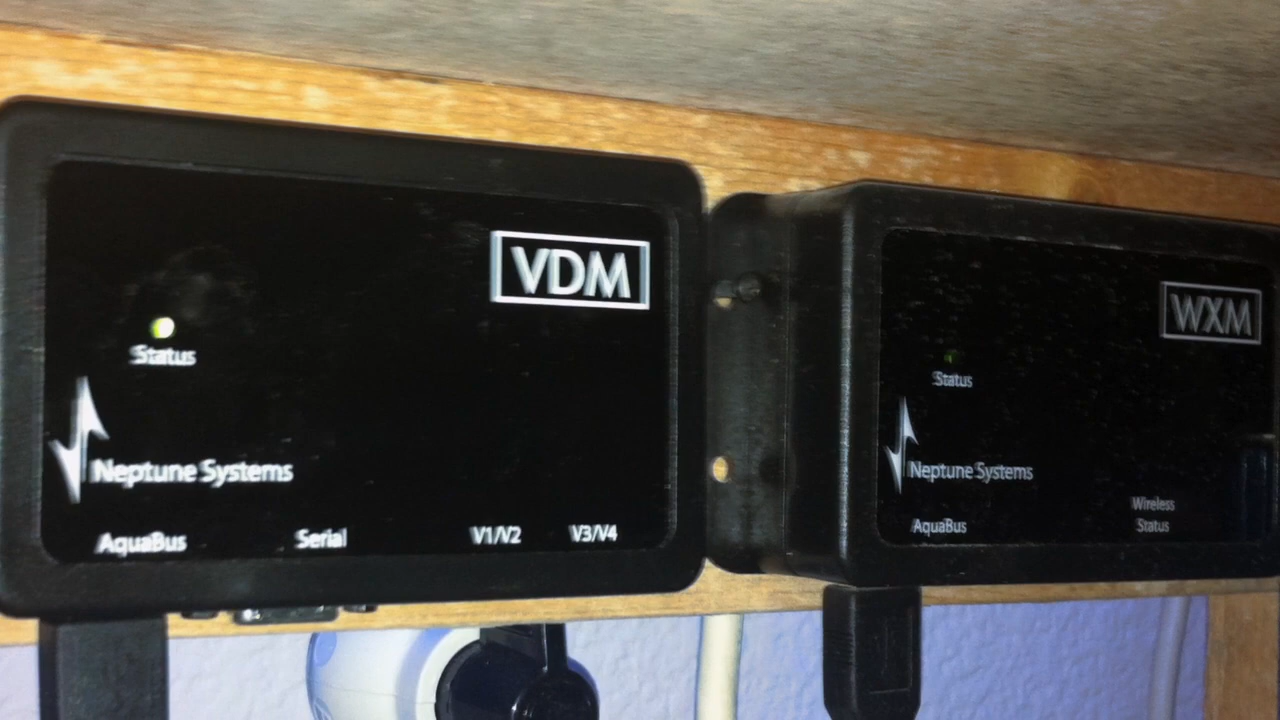 VDM
Status
Neptune Systems
AquaBus Serial V1/V2 V3/V4
WXM
Status
Neptune Systems
Wireless
AquaBus Status